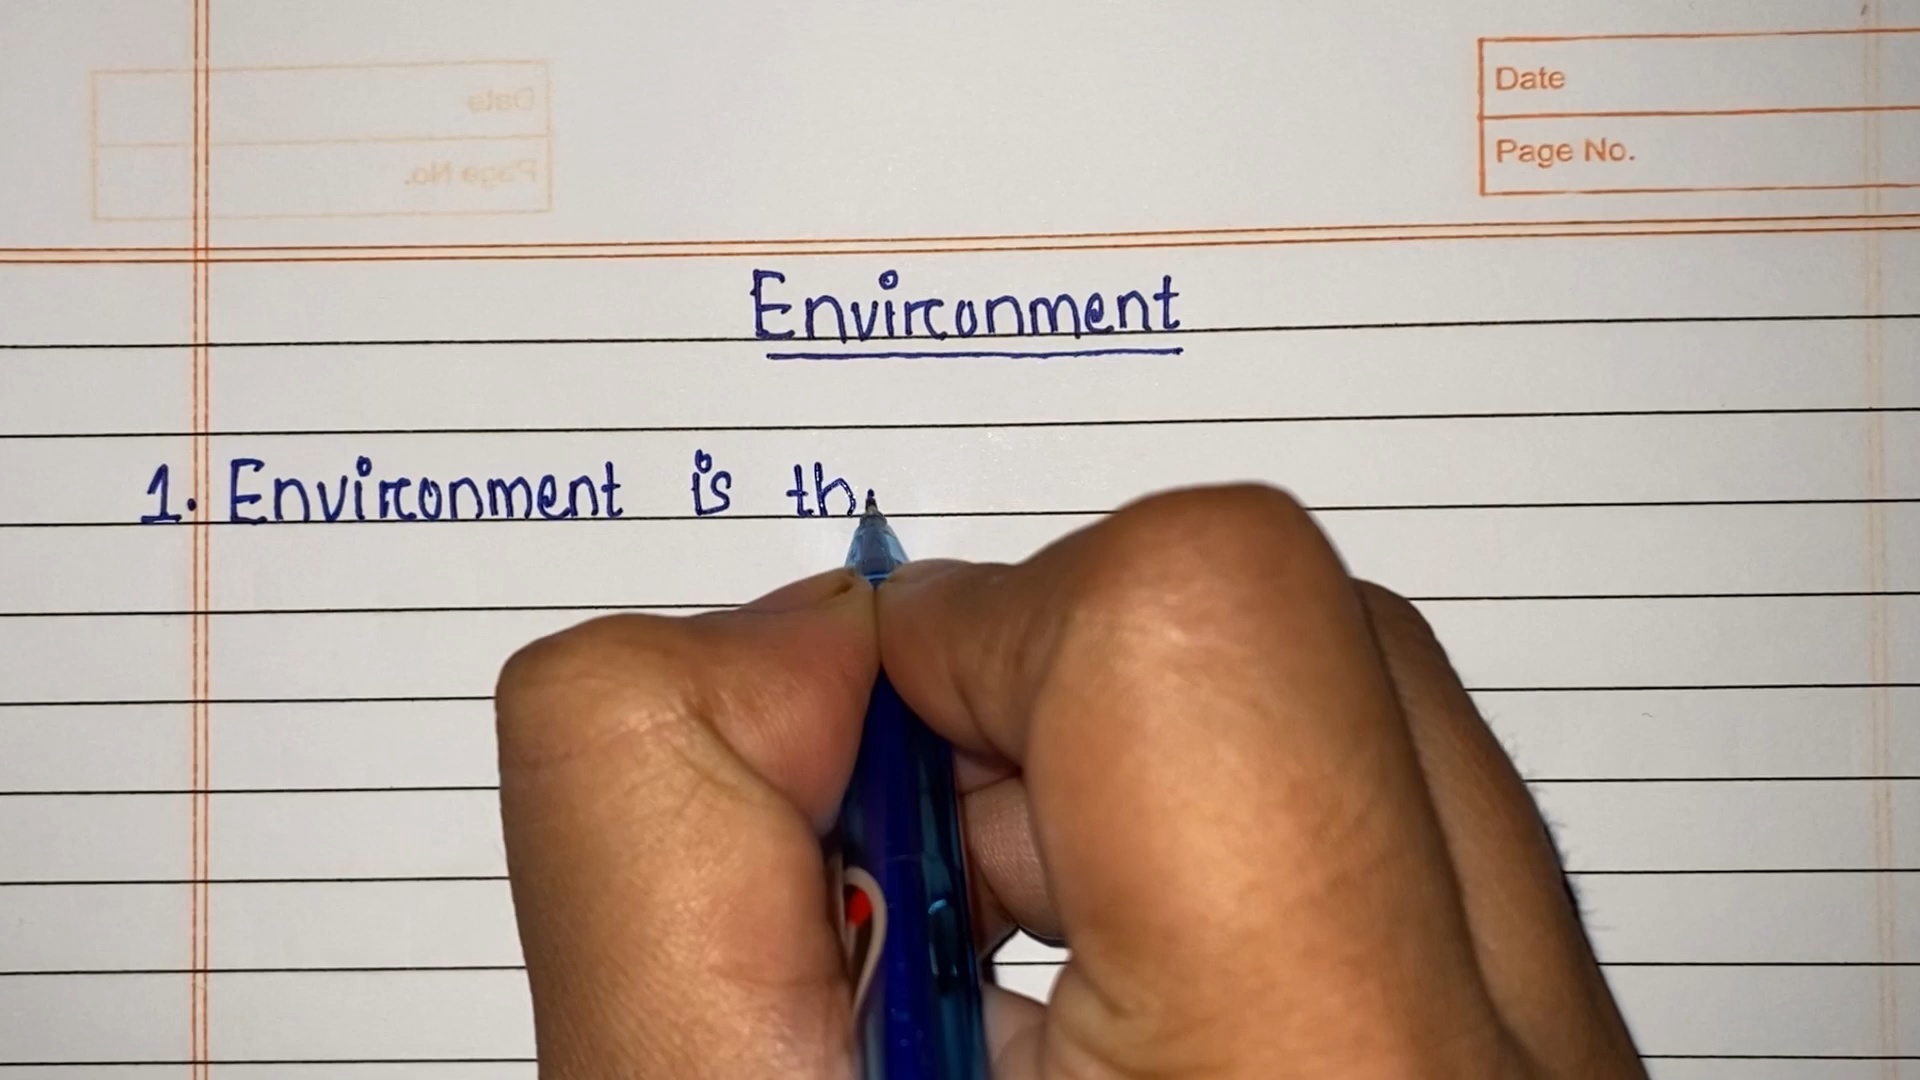 Date
Page No.
Environment
1. Environment is th